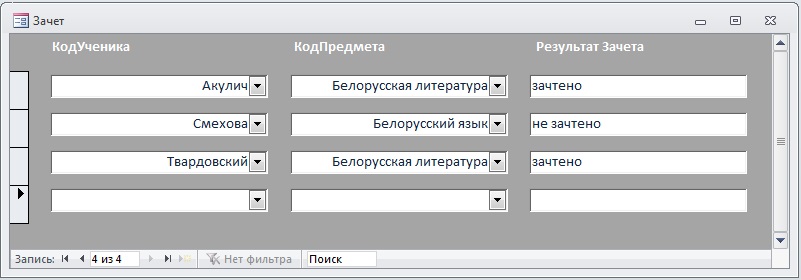 Зачет
КодУченика КодПредмета Результат Зачета
Акулич Белорусская литература зачтено
Смехова Белорусский язык не зачтено
Твардовский Белорусская литература зачтено
Запись: 4 из 4 Нет фильтра Поиск